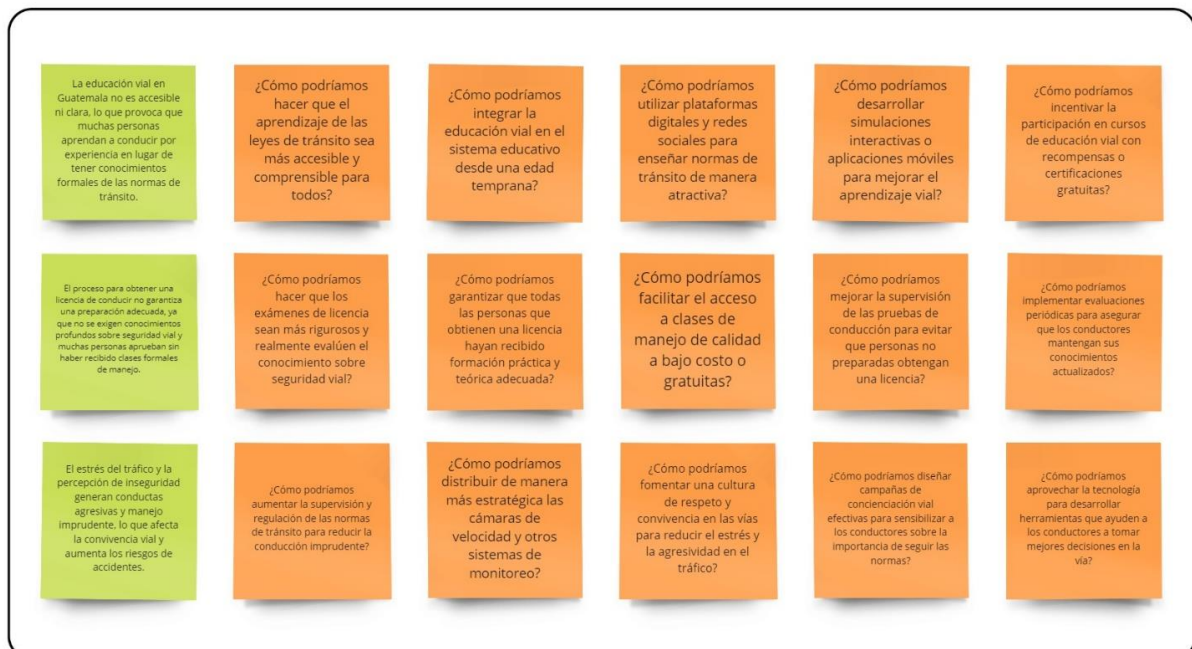 La educación vial en
Guatemala no es accesible
ni clara, lo que provoca que
muchas personas
aprendan a conducir por
experiencia en lugar de
tener conocimientos
formales de las normas de
tránsito.
¿Cómo podríamos
hacer que el
aprendizaje de las
leyes de tránsito sea
más accesible y
comprensible para
todos?
¿Cómo podríamos
integrar la
educación vial en el
sistema educativo
desde una edad
temprana?
¿Cómo podríamos
utilizar plataformas
digitales y redes
sociales para
enseñar normas de
tránsito de manera
atractiva?
¿Cómo podríamos
desarrollar
simulaciones
interactivas o
aplicaciones móviles
para mejorar el
aprendizaje vial?
¿Cómo podríamos
incentivar la
participación en cursos
de educación vial con
recompensas o
certificaciones
gratuitas?
El proceso para obtener una
licencia de conducir no garantiza
una preparación adecuada, ya
que no se exigen conocimientos
profundos sobre seguridad vial y
muchas personas aprueban sin
haber recibido clases formales
de manejo.
¿Cómo podríamos
hacer que los
exámenes de licencia
sean más rigurosos y
realmente evalúen el
conocimiento sobre
seguridad vial?
¿Cómo podríamos
garantizar que todas
las personas que
obtienen una licencia
hayan recibido
formación práctica y
teórica adecuada?
¿Cómo podríamos
facilitar el acceso
a clases de
manejo de calidad
a bajo costo o
gratuitas?
¿Cómo podríamos
mejorar la supervisión
de las pruebas de
conducción para evitar
que personas no
preparadas obtengan
una licencia?
¿Cómo podríamos
implementar evaluaciones
periódicas para asegurar
que los conductores
mantengan sus
conocimientos
actualizados?
El estrés del tráfico y la
percepción de inseguridad
generan conductas
agresivas y manejo
imprudente, lo que afecta
la convivencia vial y
aumenta los riesgos de
accidentes.
¿Cómo podríamos
aumentar la supervisión y
regulación de las normas
de tránsito para reducir la
conducción imprudente?
¿Cómo podríamos
distribuir de manera
más estratégica las
cámaras de
velocidad y otros
sistemas de
monitoreo?
¿Cómo podríamos
fomentar una cultura
de respeto y
convivencia en las vías
para reducir el estrés y
la agresividad en el
tráfico?
¿Cómo podríamos diseñar
campañas de
concienciación vial
efectivas para sensibilizar a
los conductores sobre la
importancia de seguir las
normas?
¿Cómo podríamos
aprovechar la tecnología
para desarrollar
herramientas que ayuden a
los conductores a tomar
mejores decisiones en la
vía?